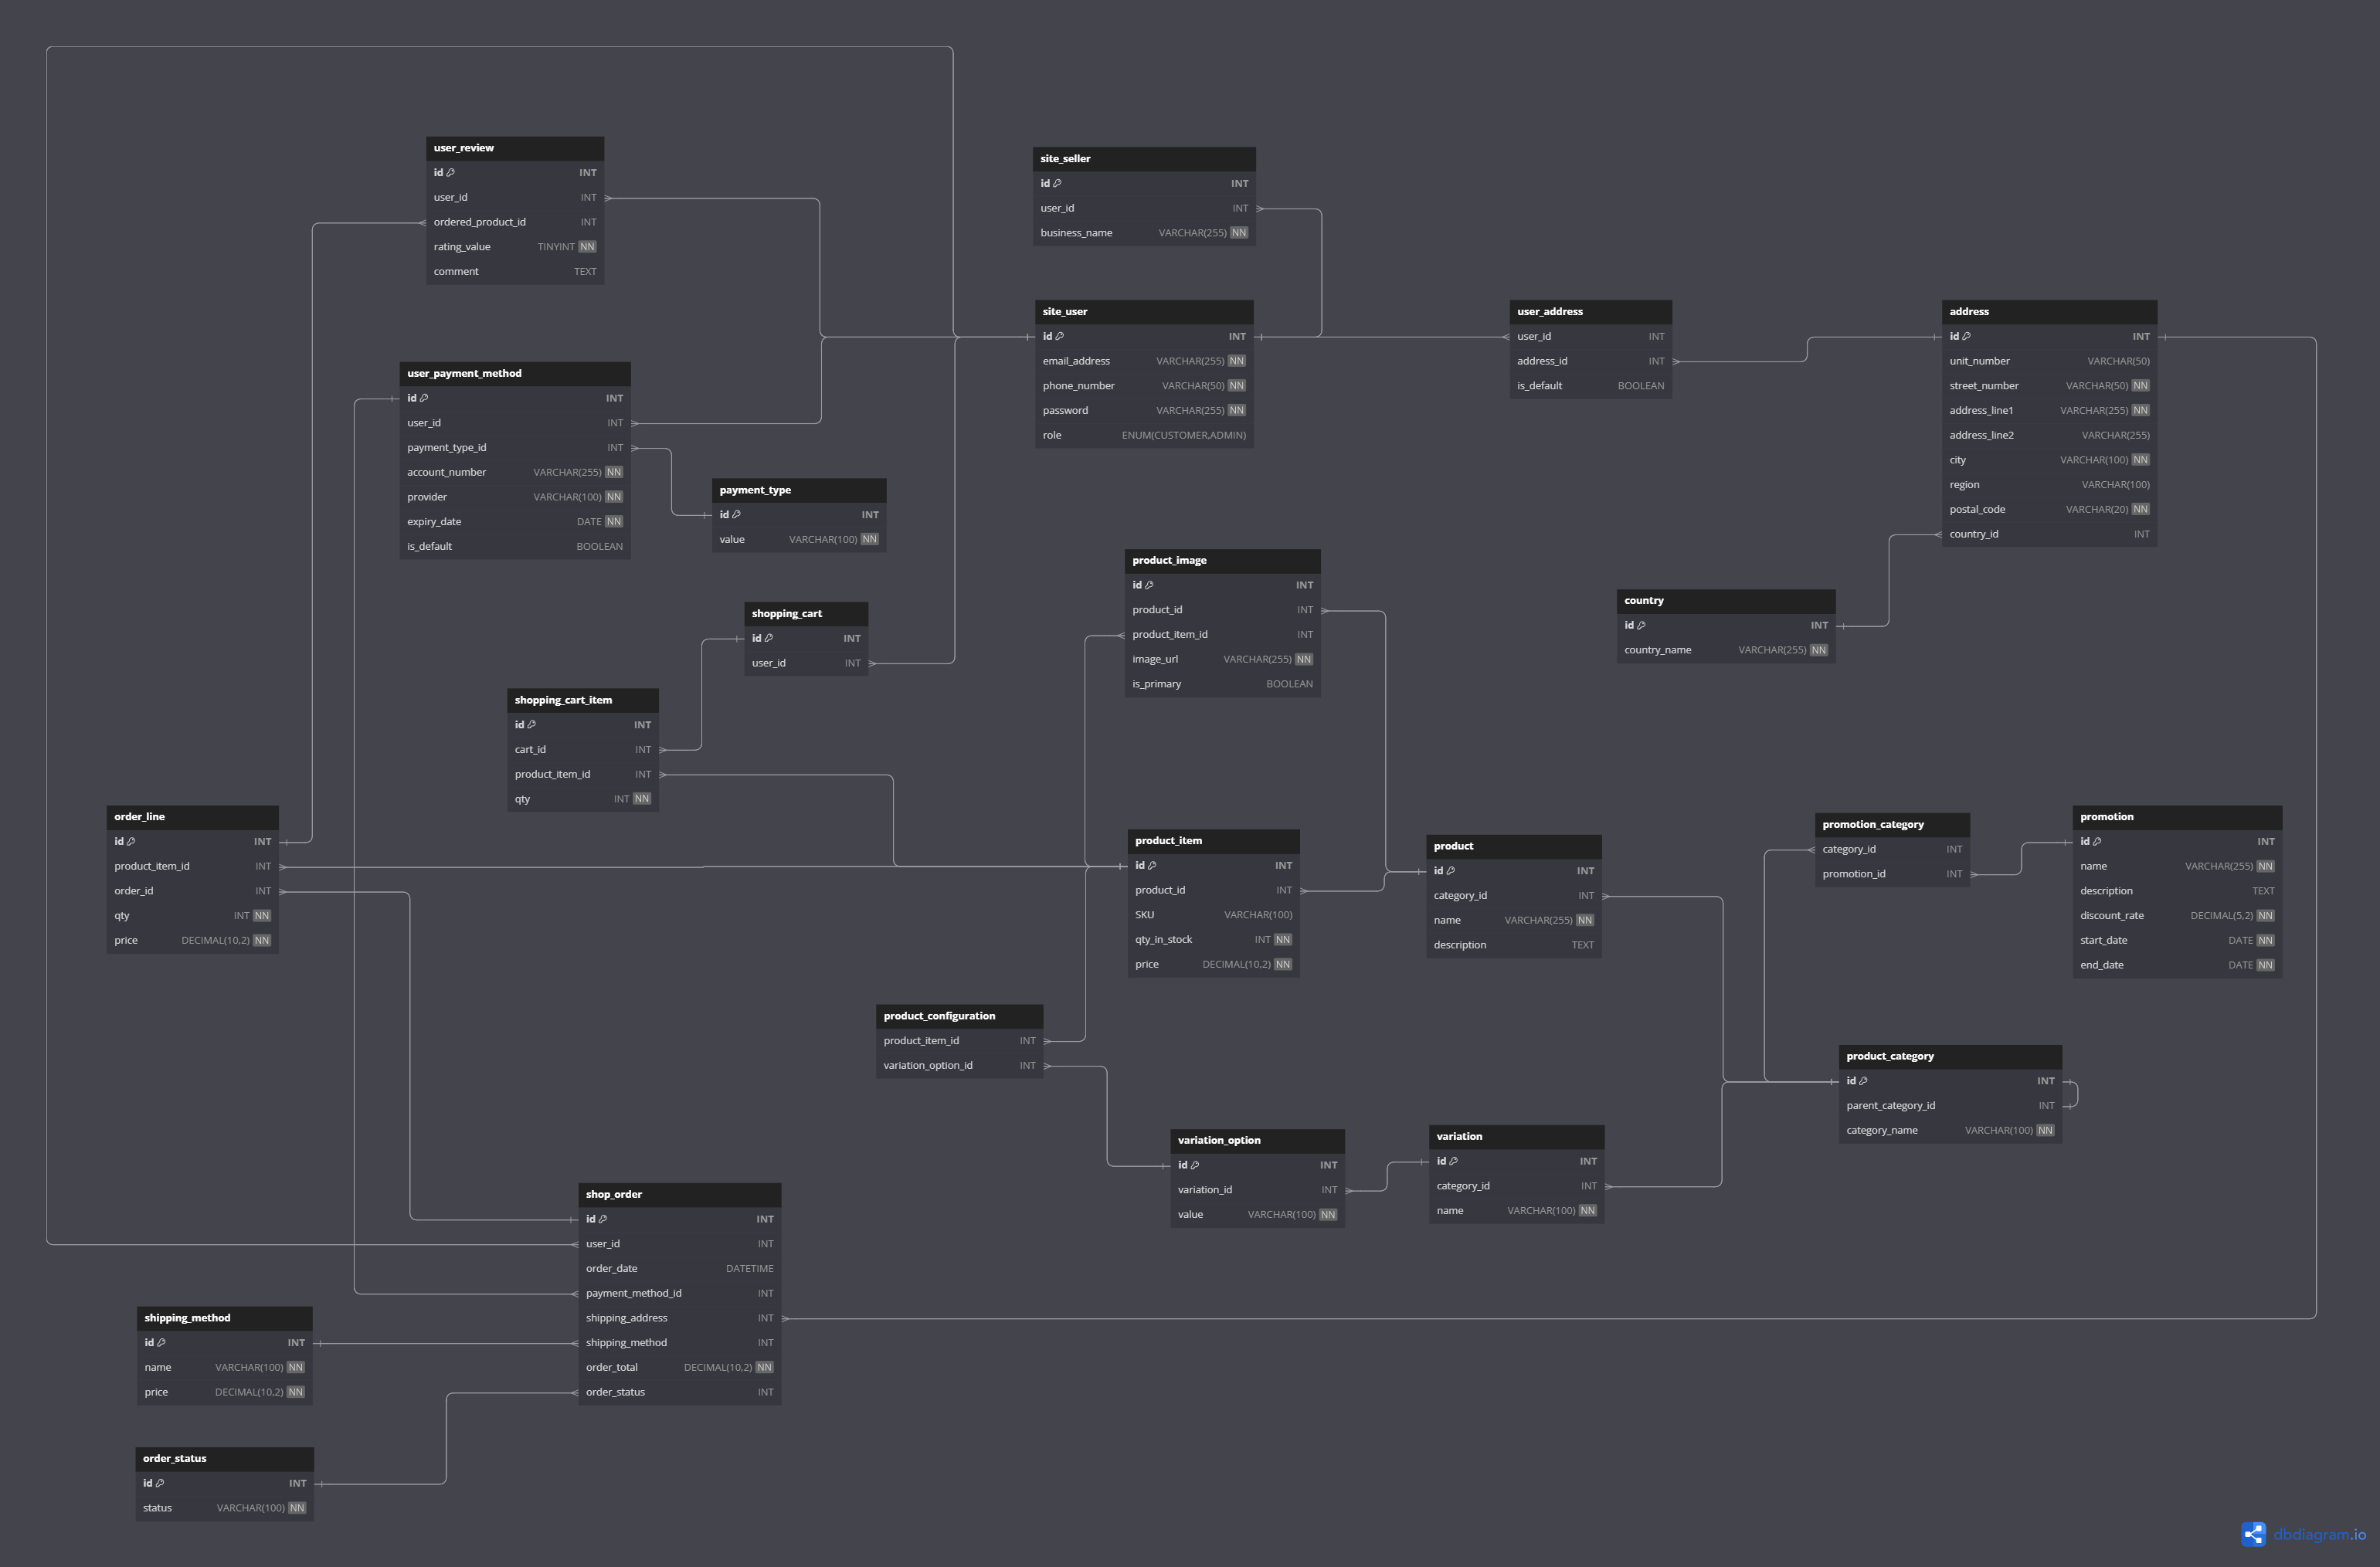 user_review
id INT
user_id INT
ordered_product_id INT
rating_value TINYINT NN
comment TEXT
site_seller
id INT
user_id INT
business_name VARCHAR(255) NN
site_user
id INT
email_address VARCHAR(255) NN
phone_number VARCHAR(50) NN
password VARCHAR(255) NN
role ENUM(CUSTOMER,ADMIN)
user_address
user_id INT
address_id INT
is_default BOOLEAN
address
id INT
unit_number VARCHAR(50)
street_number VARCHAR(50) NN
address_line1 VARCHAR(255) NN
address_line2 VARCHAR(255)
city VARCHAR(100) NN
region VARCHAR(100)
postal_code VARCHAR(20) NN
country_id INT
user_payment_method
id INT
user_id INT
payment_type_id INT
account_number VARCHAR(255) NN
provider VARCHAR(100) NN
expiry_date DATE NN
is_default BOOLEAN
payment_type
id INT
value VARCHAR(100) NN
product_image
id INT
product_id INT
product_item_id INT
image_url VARCHAR(255) NN
is_primary BOOLEAN
country
id INT
country_name VARCHAR(255) NN
shopping_cart
id INT
user_id INT
shopping_cart_item
id INT
cart_id INT
product_item_id INT
qty INT NN
order_line
id INT
product_item_id INT
order_id INT
qty INT NN
price DECIMAL(10,2) NN
product_item
id INT
product_id INT
SKU VARCHAR(100)
qty_in_stock INT NN
price DECIMAL(10,2) NN
product
id INT
category_id INT
name VARCHAR(255) NN
description TEXT
promotion_category
category_id INT
promotion_id INT
promotion
id INT
name VARCHAR(255) NN
description TEXT
discount_rate DECIMAL(5,2) NN
start_date DATE NN
end_date DATE NN
product_configuration
product_item_id INT
variation_option_id INT
product_category
id INT
parent_category_id INT
category_name VARCHAR(100) NN
variation_option
id INT
variation_id INT
value VARCHAR(100) NN
variation
id INT
category_id INT
name VARCHAR(100) NN
shop_order
id INT
user_id INT
order_date DATETIME
payment_method_id INT
shipping_address INT
shipping_method INT
order_total DECIMAL(10,2) NN
order_status INT
shipping_method
id INT
name VARCHAR(100) NN
price DECIMAL(10,2) NN
order_status
id INT
status VARCHAR(100) NN
dbdiagram.io